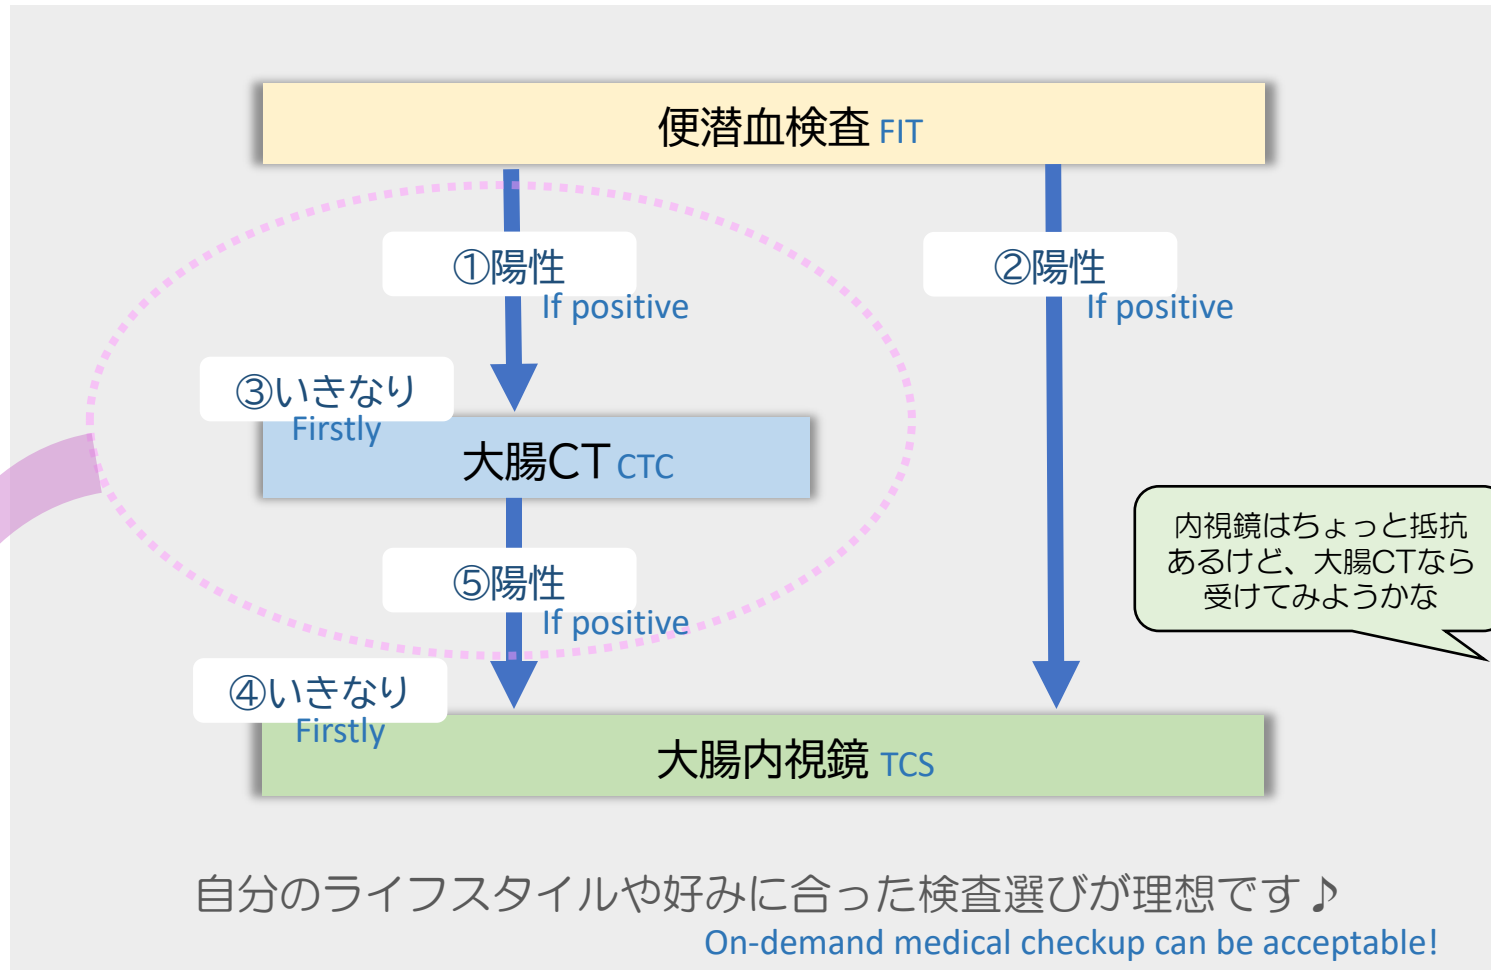 便潜血検査 FIT
①陽性
If positive
②陽性
If positive
③いきなり
Firstly
大腸CT CTC
内視鏡はちょっと抵抗
あるけど、大腸CTなら
受けてみようかな
⑤陽性
If positive
④いきなり
Firstly
大腸内視鏡 TCS
自分のライフスタイルや好みに合った検査選びが理想です♪
On-demand medical checkup can be acceptable!